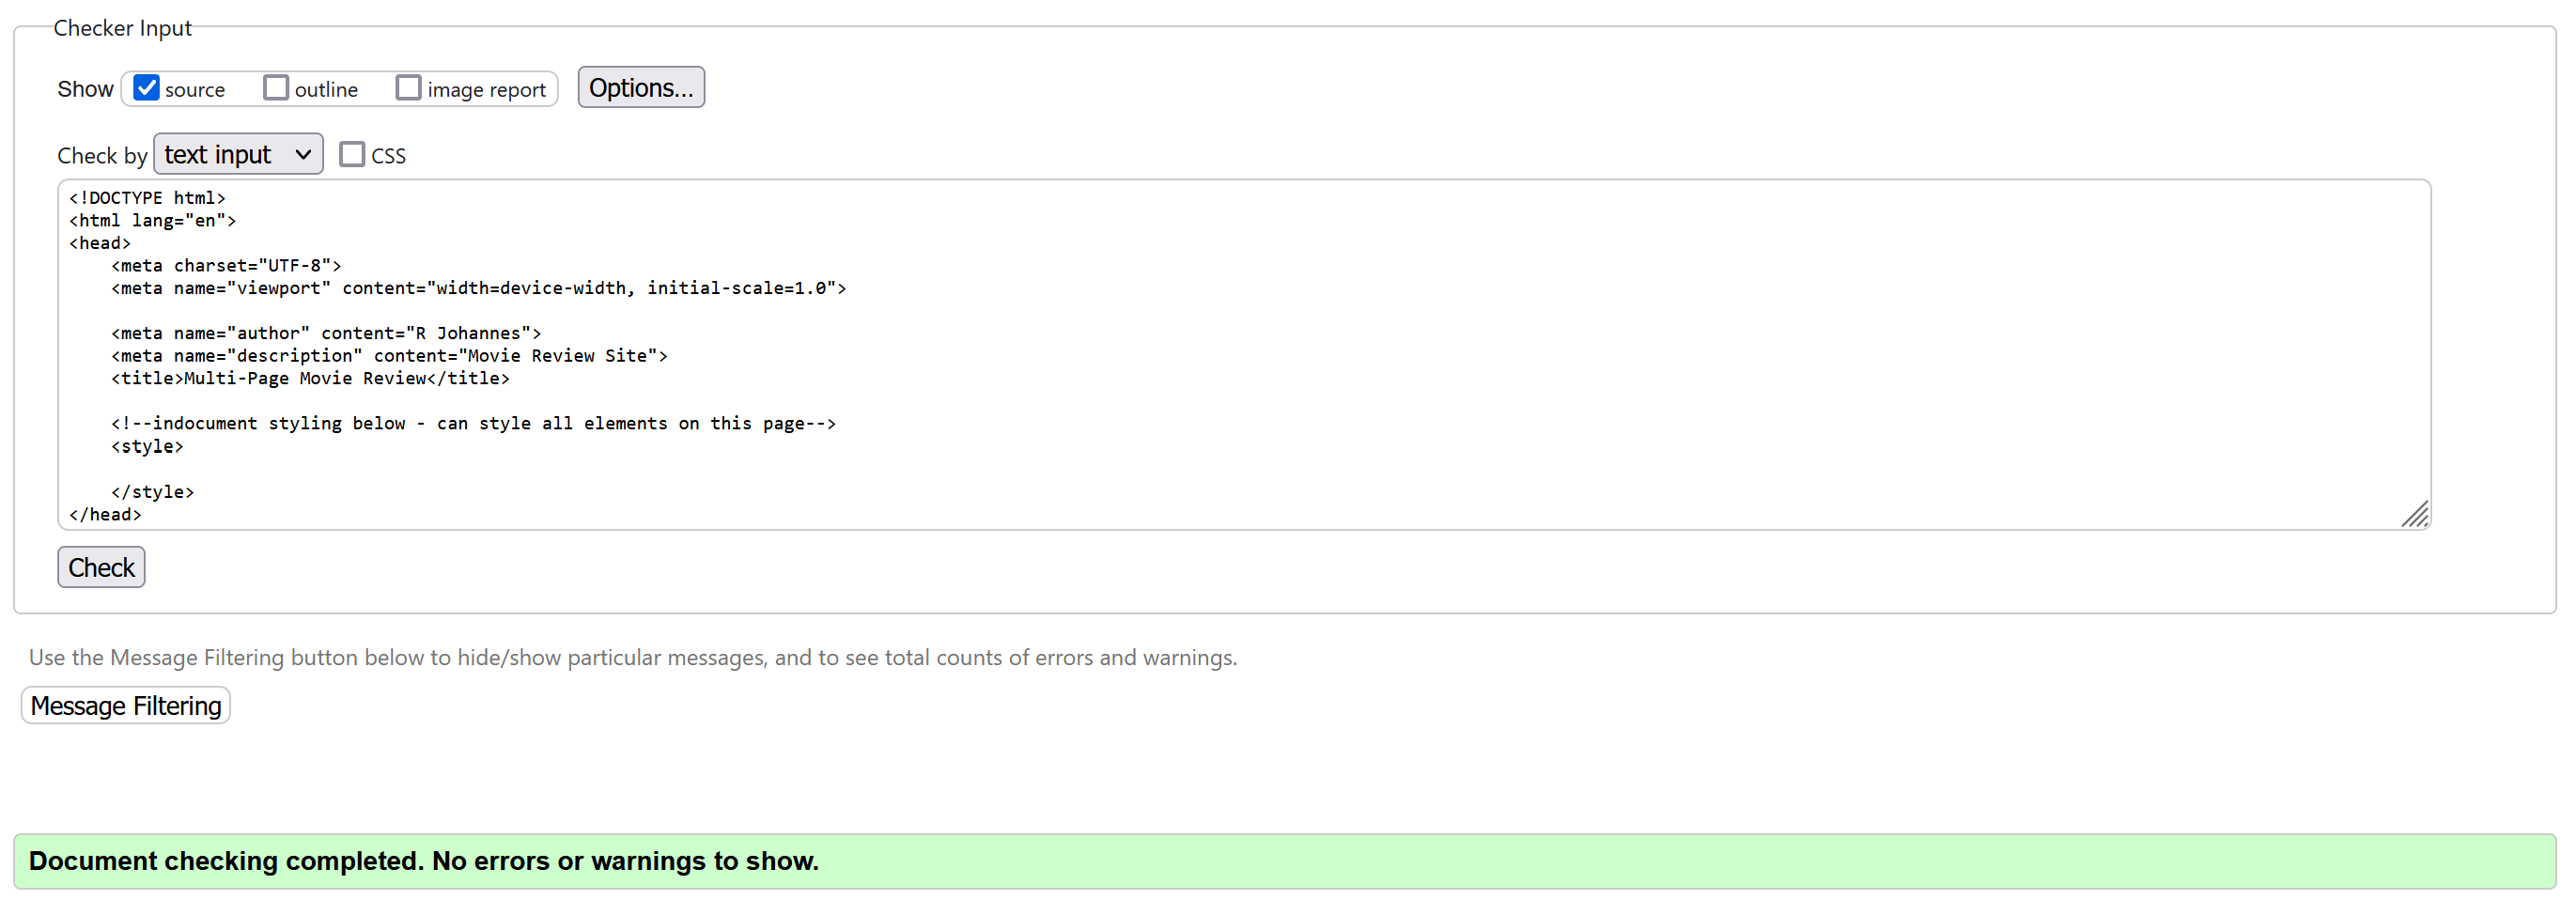 Checker Input
Show source outline image report Options...
Check by text input CSS
<!DOCTYPE html>
<html lang="en">
<head>
    <meta charset="UTF-8">
    <meta name="viewport" content="width=device-width, initial-scale=1.0">
    <meta name="author" content="R Johannes">
    <meta name="description" content="Movie Review Site">
    <title>Multi-Page Movie Review</title>
    <!--indocument styling below - can style all elements on this page-->
    <style>
    </style>
</head>
Check
Use the Message Filtering button below to hide/show particular messages, and to see total counts of errors and warnings.
Message Filtering
Document checking completed. No errors or warnings to show.